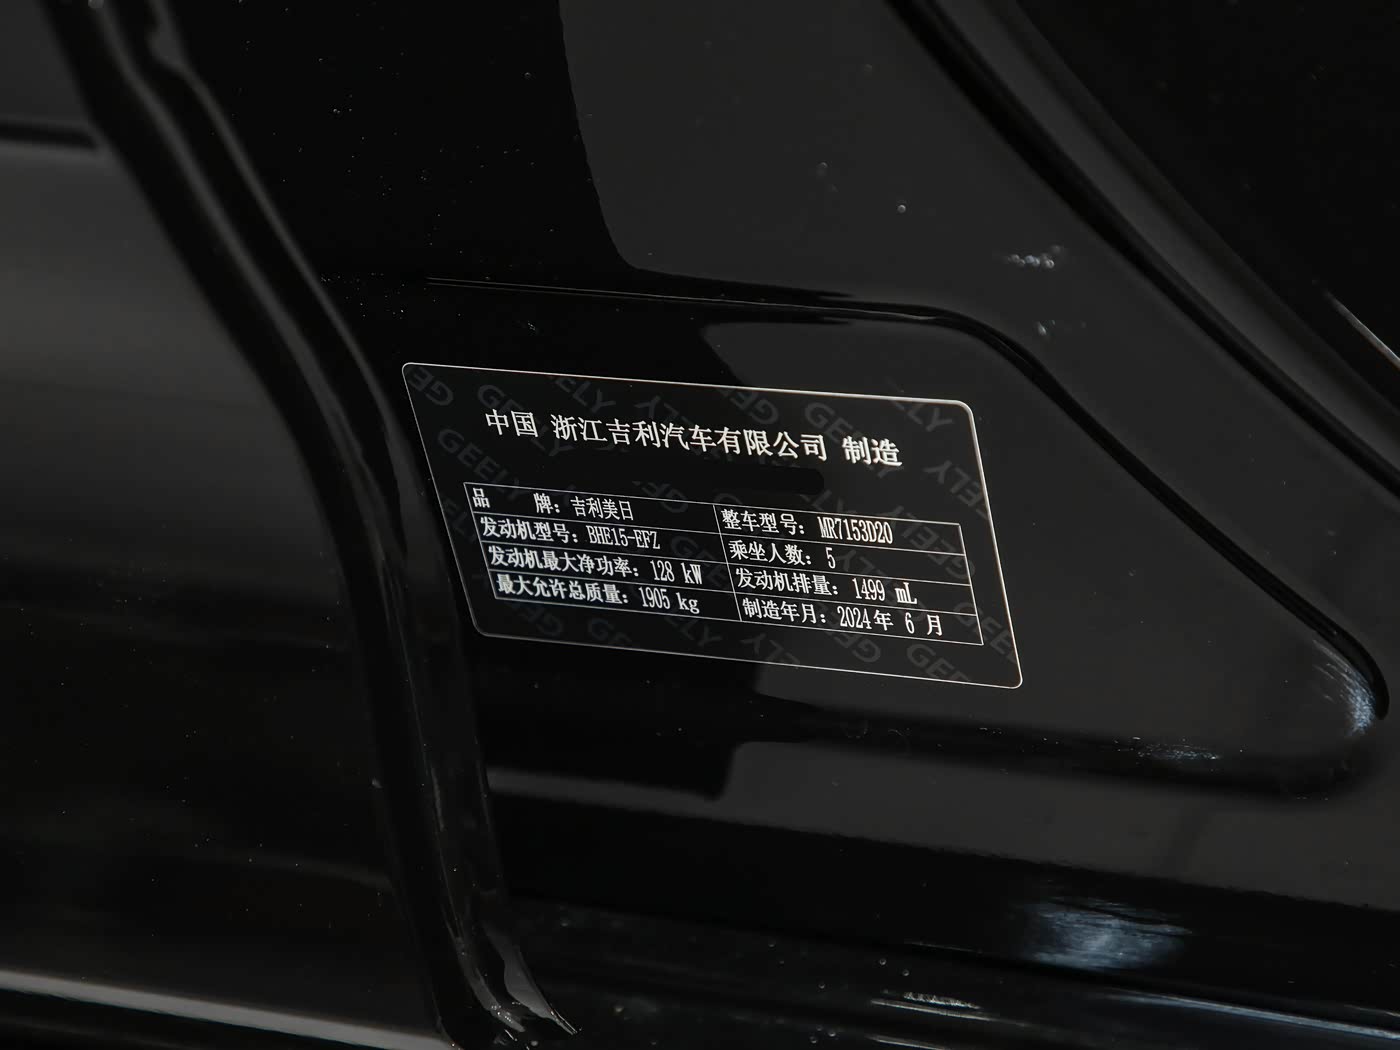 中国 浙江吉利汽车有限公司 制造
品 牌：吉利美日 整车型号：MR7153D20
发动机型号：BHE15-EFZ 乘坐人数：5
发动机最大净功率：128 kW 发动机排量：1499 mL
最大允许总质量：1905 kg 制造年月：2024年 6 月
GEELY